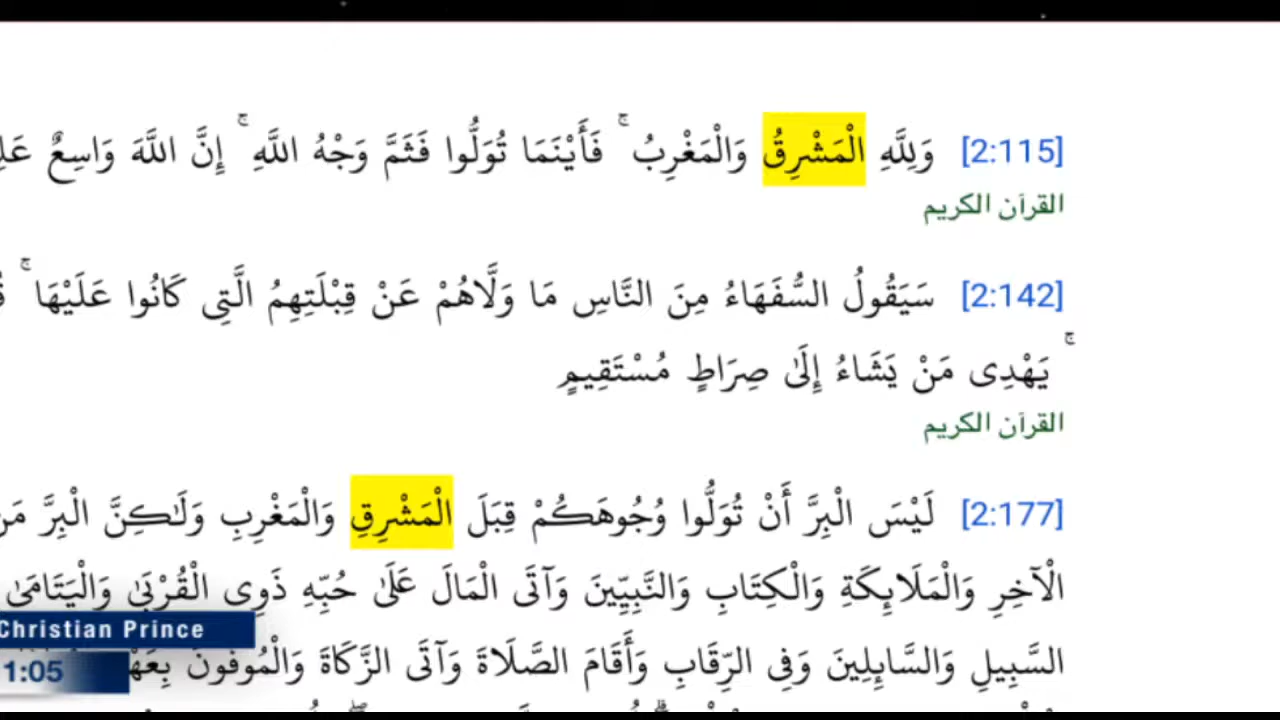 [2:115] وَلِلَّهِ الْمَشْرِقُ وَالْمَغْرِبُ ۚ فَأَيْنَمَا تُوَلُّوا فَثَمَّ وَجْهُ اللَّهِ ۚ إِنَّ اللَّهَ وَاسِعٌ
القرآن الكريم
[2:142] سَيَقُولُ السُّفَهَاءُ مِنَ النَّاسِ مَا وَلَّاهُمْ عَنْ قِبْلَتِهِمُ الَّتِي كَانُوا عَلَيْهَا ۚ
ۚ يَهْدِي مَنْ يَشَاءُ إِلَىٰ صِرَاطٍ مُسْتَقِيمٍ
القرآن الكريم
[2:177] لَيْسَ الْبِرَّ أَنْ تُوَلُّوا وُجُوهَكُمْ قِبَلَ الْمَشْرِقِ وَالْمَغْرِبِ وَلَٰكِنَّ الْبِرَّ
الْآخِرِ وَالْمَلَائِكَةِ وَالْكِتَابِ وَالنَّبِيِّينَ وَآتَى الْمَالَ عَلَىٰ حُبِّهِ ذَوِي الْقُرْبَىٰ وَالْيَتَامَىٰ
Christian Prince
السَّبِيلِ وَالسَّائِلِينَ وَفِي الرِّقَابِ وَأَقَامَ الصَّلَاةَ وَآتَى الزَّكَاةَ وَالْمُوفُونَ
1:05